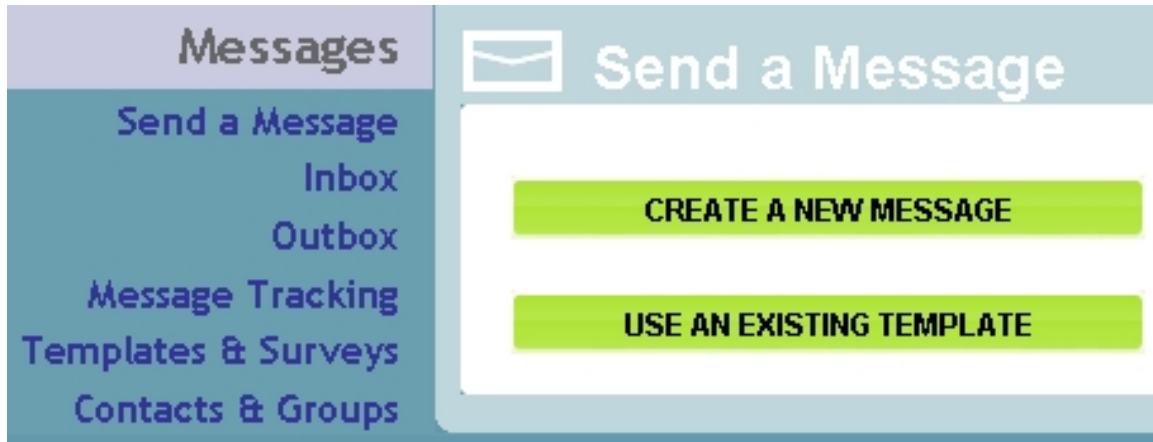 Messages
Send a Message
Inbox
Outbox
Message Tracking
Templates & Surveys
Contacts & Groups
Send a Message
CREATE A NEW MESSAGE
USE AN EXISTING TEMPLATE